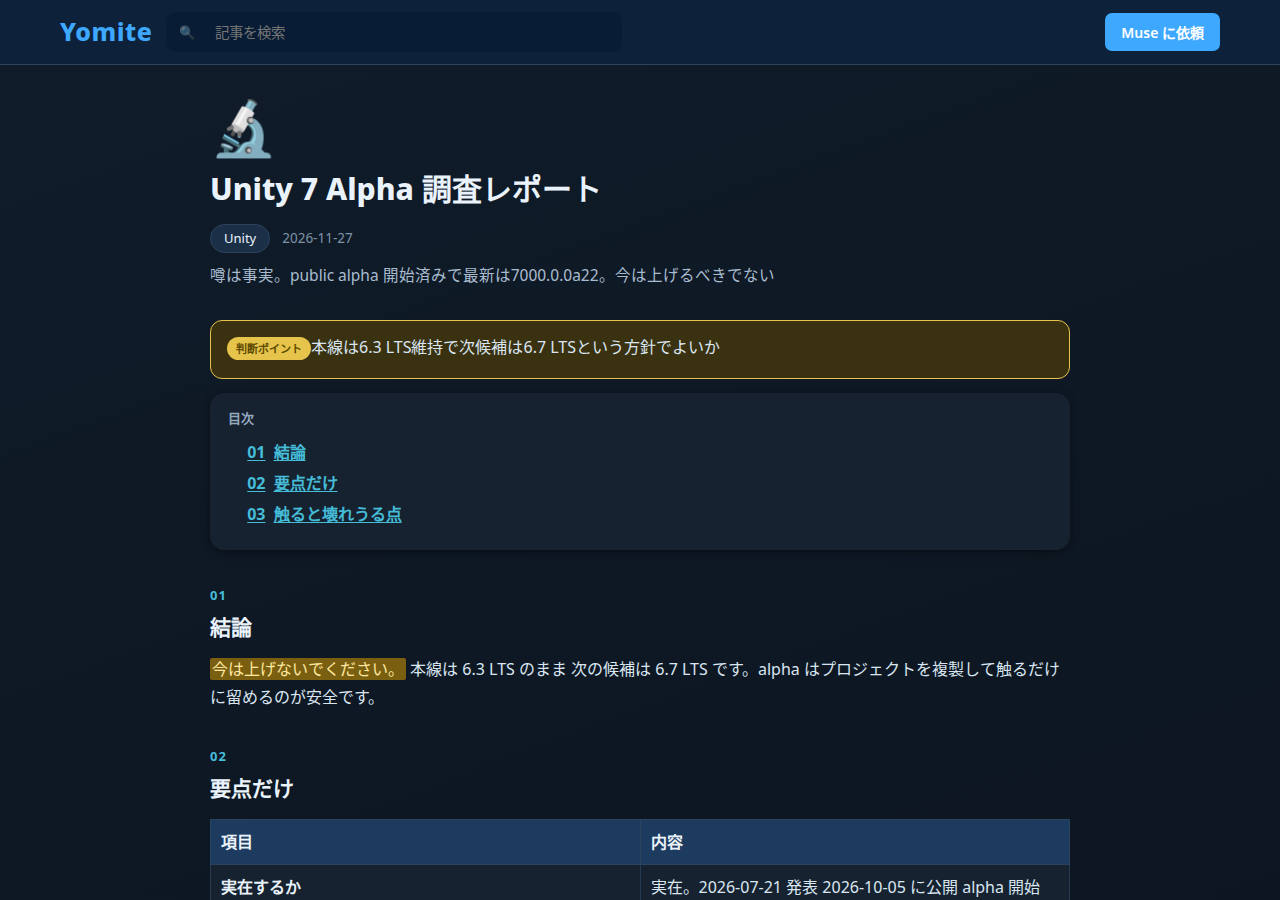 Yomite
記事を検索
Muse に依頼
Unity 7 Alpha 調査レポート
Unity 2026-11-27
噂は事実。public alpha 開始済みで最新は7000.0.0a22。今は上げるべきでない
判断ポイント 本線は6.3 LTS維持で次候補は6.7 LTSという方針でよいか
目次
01 結論
02 要点だけ
03 触ると壊れうる点
01
結論
今は上げないでください。 本線は 6.3 LTS のまま 次の候補は 6.7 LTS です。alpha はプロジェクトを複製して触るだけ
に留めるのが安全です。
02
要点だけ
項目 内容
実在するか 実在。2026-07-21 発表 2026-10-05 に公開 alpha 開始